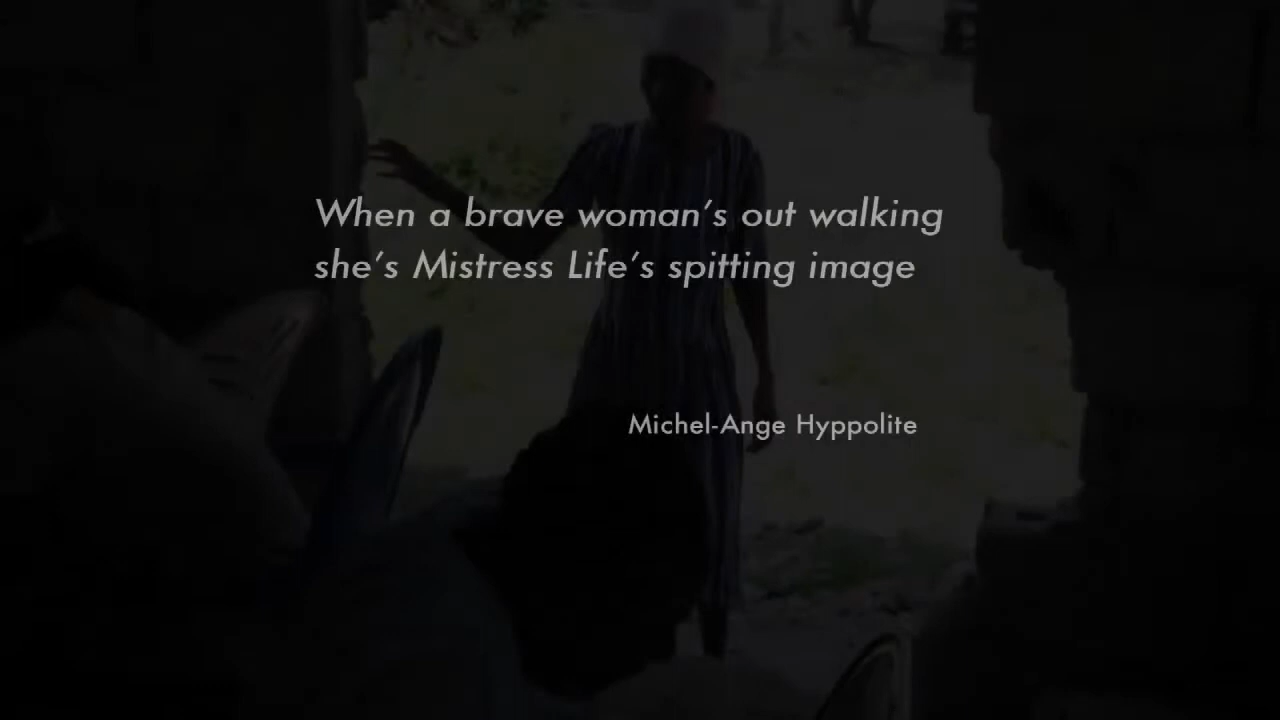 When a brave woman's out walking
she's Mistress Life's spitting image
Michel-Ange Hyppolite